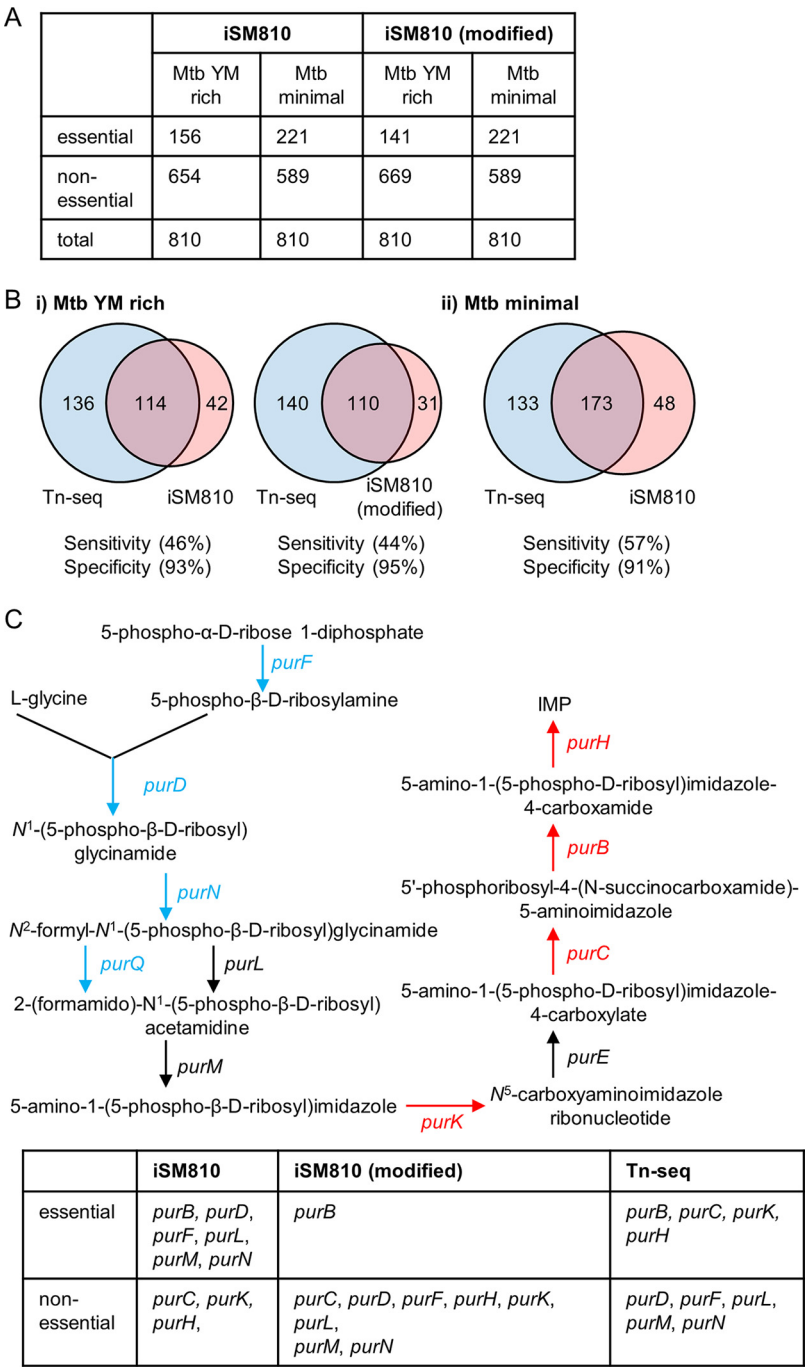 A
iSM810 iSM810 (modified)
Mtb YM rich Mtb minimal Mtb YM rich Mtb minimal
essential 156 221 141 221
non-essential 654 589 669 589
total 810 810 810 810
B i) Mtb YM rich ii) Mtb minimal
136 114 42 140 110 31 133 173 48
Tn-seq iSM810 Tn-seq iSM810 (modified) Tn-seq iSM810
Sensitivity (46%) Sensitivity (44%) Sensitivity (57%)
Specificity (93%) Specificity (95%) Specificity (91%)
C
5-phospho-α-D-ribose 1-diphosphate
purF
L-glycine 5-phospho-β-D-ribosylamine
purD
N1-(5-phospho-β-D-ribosyl)
glycinamide
purN
N2-formyl-N1-(5-phospho-β-D-ribosyl)glycinamide
purQ purL
2-(formamido)-N1-(5-phospho-β-D-ribosyl)
acetamidine
purM
5-amino-1-(5-phospho-β-D-ribosyl)imidazole
purK
N5-carboxyaminoimidazole
ribonucleotide
purE
5-amino-1-(5-phospho-D-ribosyl)imidazole-
4-carboxylate
purC
5'-phosphoribosyl-4-(N-succinocarboxamide)-
5-aminoimidazole
purB
5-amino-1-(5-phospho-D-ribosyl)imidazole-
4-carboxamide
purH
IMP
iSM810 iSM810 (modified) Tn-seq
essential
purB, purD,
purF, purL,
purM, purN
purB
purB, purC, purK,
purH
non-
essential
purC, purK,
purH,
purC, purD, purF, purH, purK,
purL,
purM, purN
purD, purF, purL,
purM, purN